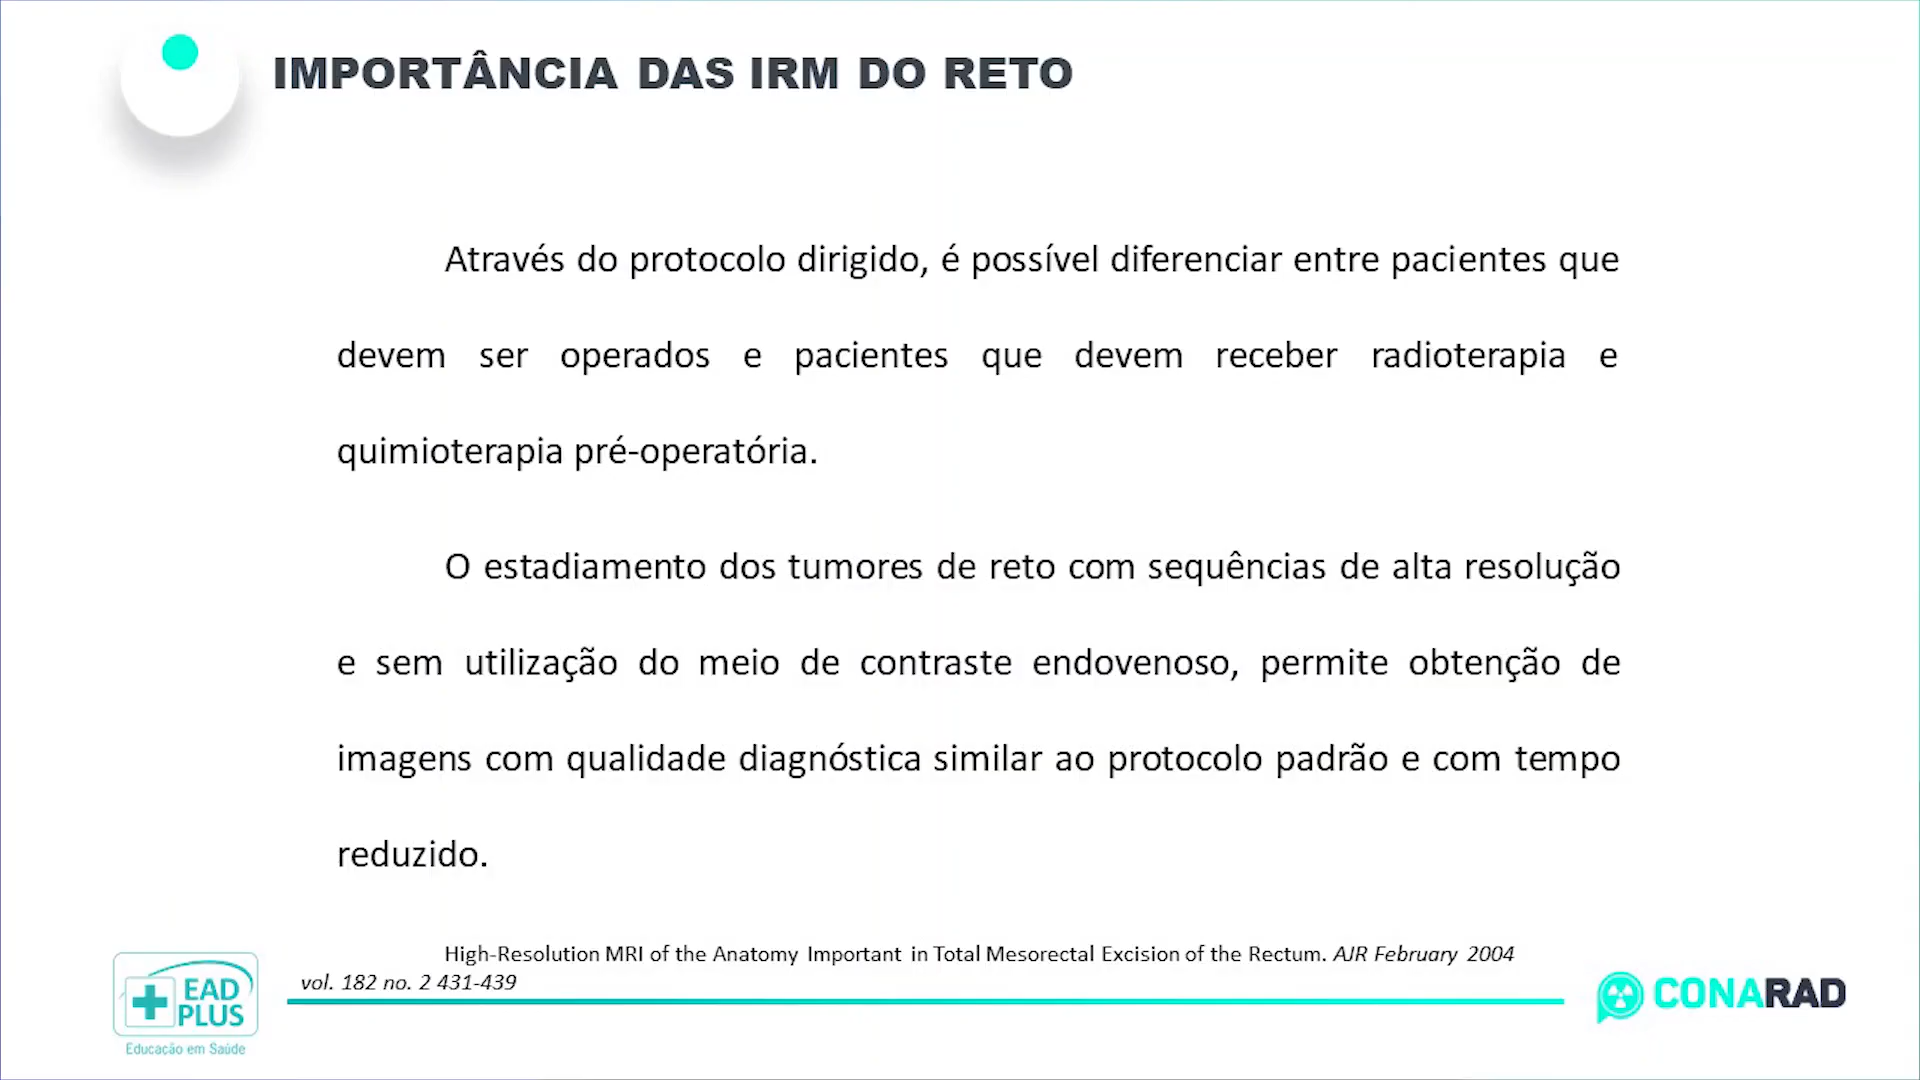 IMPORTÂNCIA DAS IRM DO RETO
Através do protocolo dirigido, é possível diferenciar entre pacientes que
devem ser operados e pacientes que devem receber radioterapia e
quimioterapia pré-operatória.
O estadiamento dos tumores de reto com sequências de alta resolução
e sem utilização do meio de contraste endovenoso, permite obtenção de
imagens com qualidade diagnóstica similar ao protocolo padrão e com tempo
reduzido.
High-Resolution MRI of the Anatomy Important in Total Mesorectal Excision of the Rectum. AJR February 2004
vol. 182 no. 2 431-439
EAD
PLUS
Educação em Saúde
CONARAD